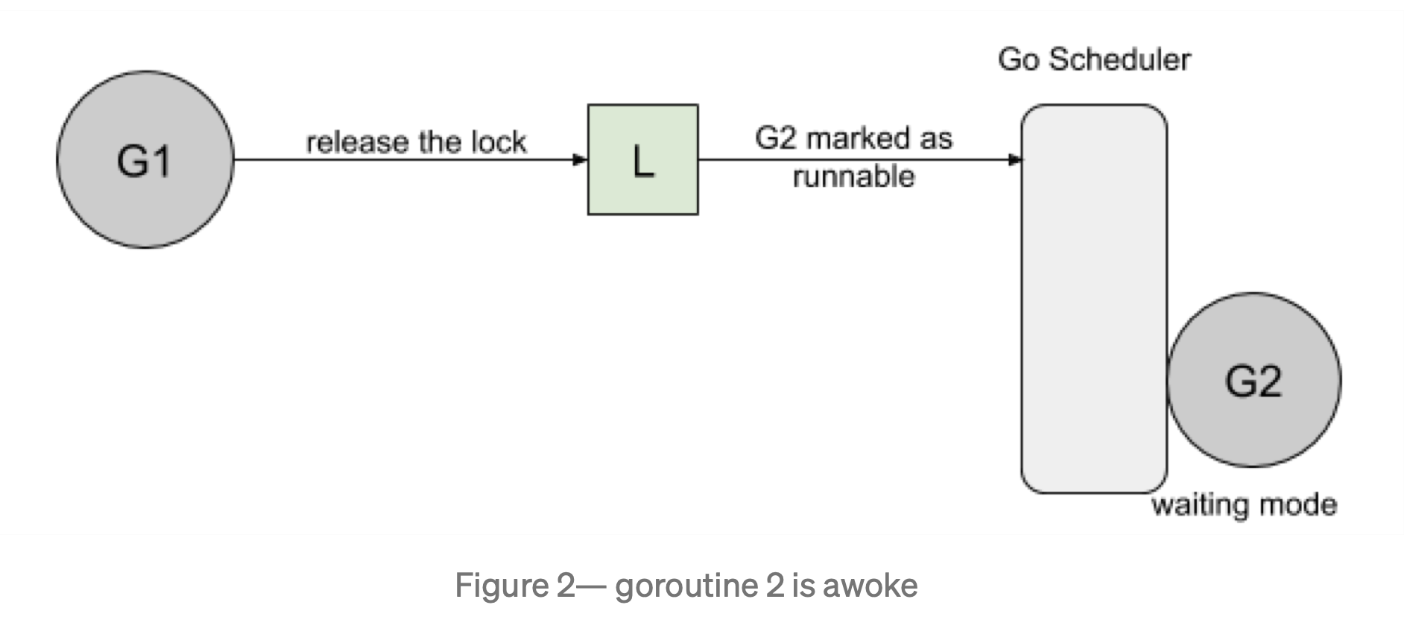 Go Scheduler
G1
release the lock
L
G2 marked as
runnable
G2
waiting mode
Figure 2— goroutine 2 is awoke